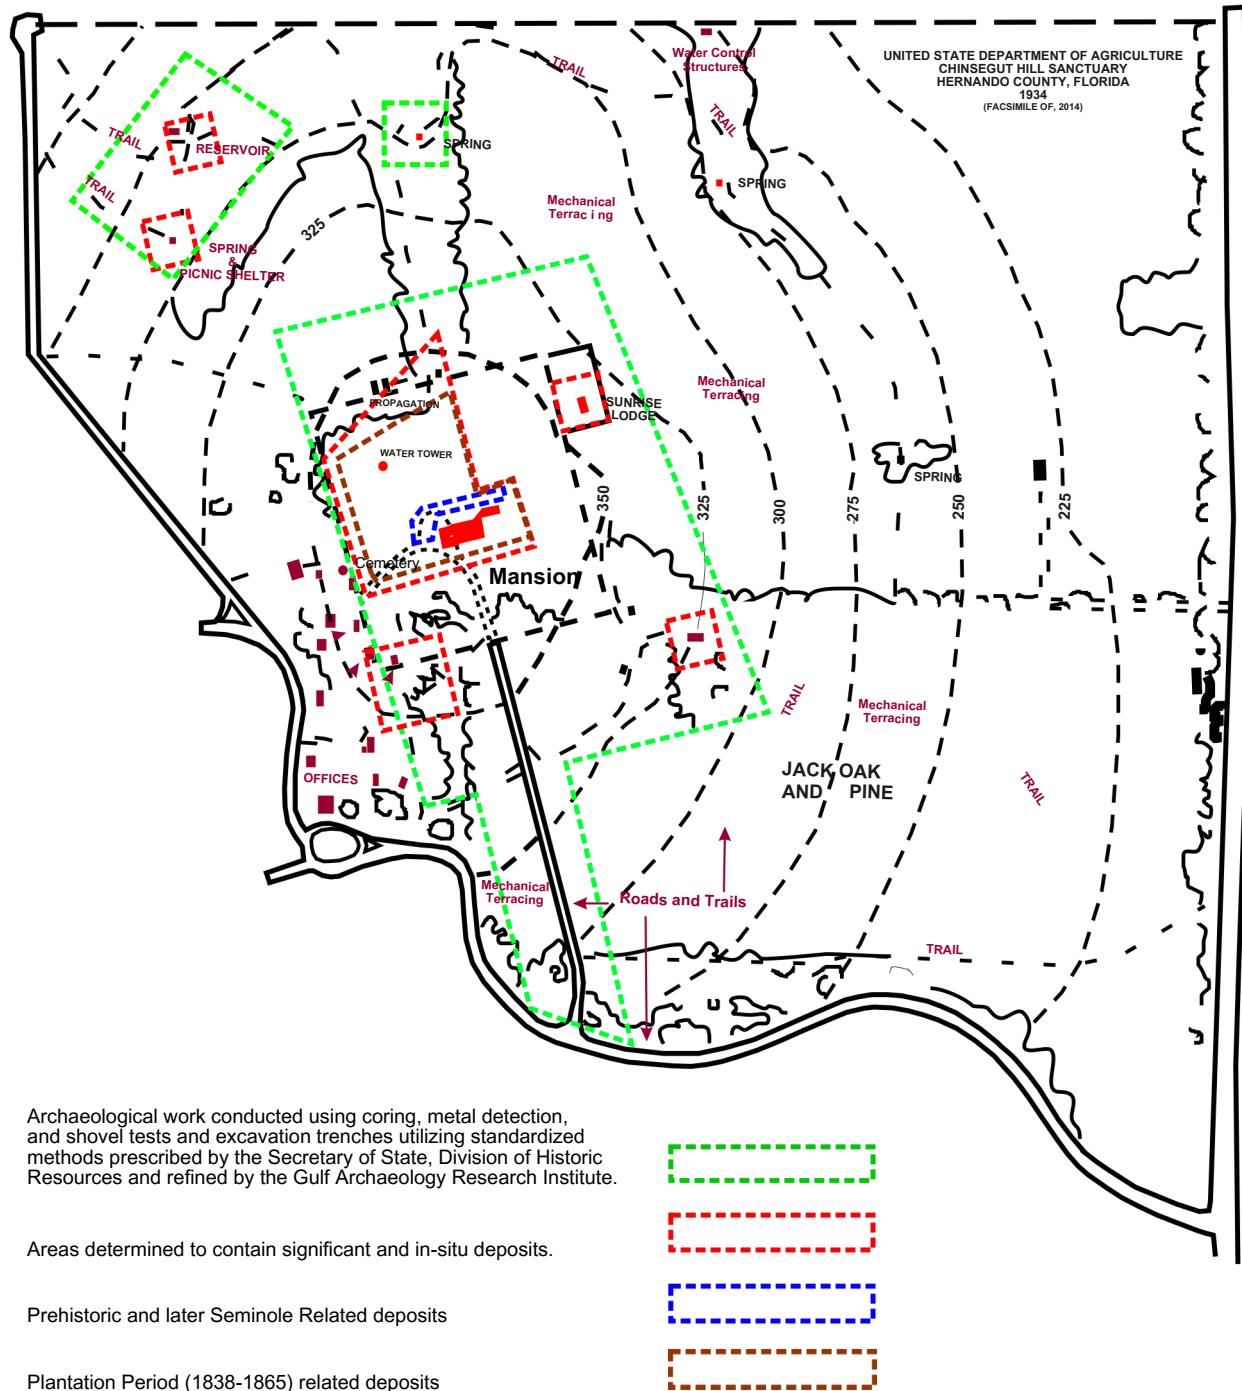 UNITED STATE DEPARTMENT OF AGRICULTURE
CHINSEGUT HILL SANCTUARY
HERNANDO COUNTY, FLORIDA
1934
(FACSIMILE OF, 2014)
Water Control
Structures
TRAIL
TRAIL
TRAIL
RESERVOIR
SPRING
TRAIL
SPRING
Mechanical
Terrac i ng
325
SPRING
&
PICNIC SHELTER
Mechanical
Terracing
PROPAGATION
SUNRISE
LODGE
WATER TOWER
SPRING
350
325
300
275
250
225
Cemetery
Mansion
TRAIL
Mechanical
Terracing
OFFICES
JACK OAK
AND PINE
TRAIL
Mechanical
Terracing
Roads and Trails
TRAIL
Archaeological work conducted using coring, metal detection,
and shovel tests and excavation trenches utilizing standardized
methods prescribed by the Secretary of State, Division of Historic
Resources and refined by the Gulf Archaeology Research Institute.
Areas determined to contain significant and in-situ deposits.
Prehistoric and later Seminole Related deposits
Plantation Period (1838-1865) related deposits